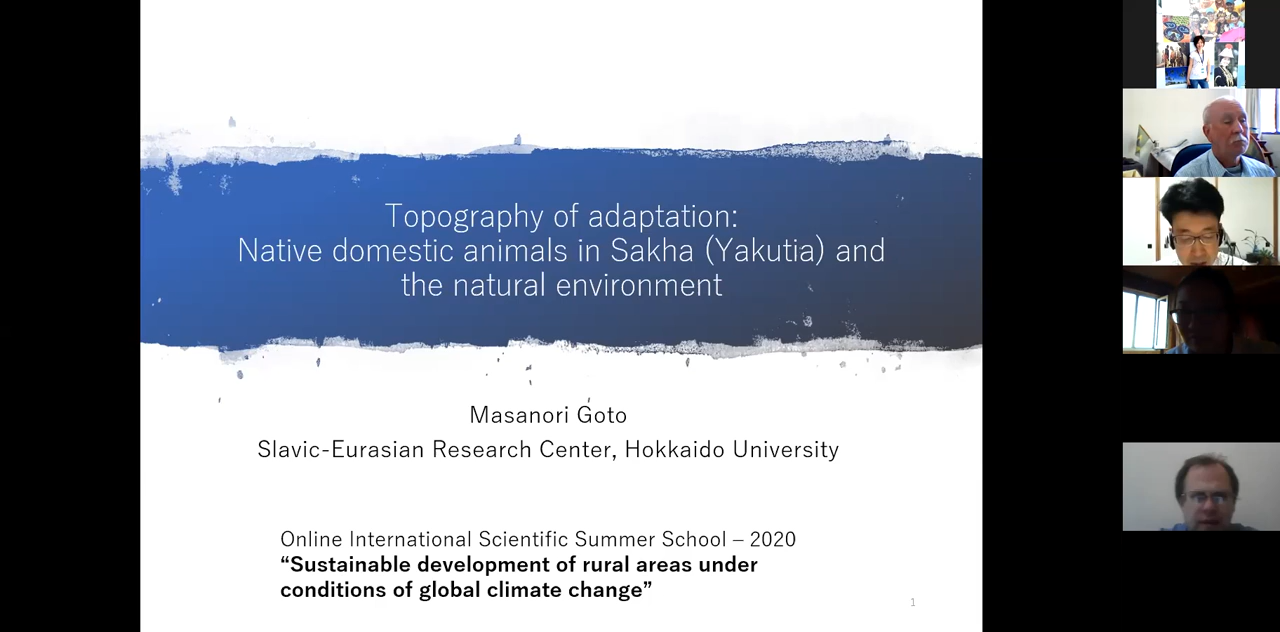 Topography of adaptation:
Native domestic animals in Sakha (Yakutia) and
the natural environment
Masanori Goto
Slavic-Eurasian Research Center, Hokkaido University
Online International Scientific Summer School – 2020
“Sustainable development of rural areas under
conditions of global climate change”
1